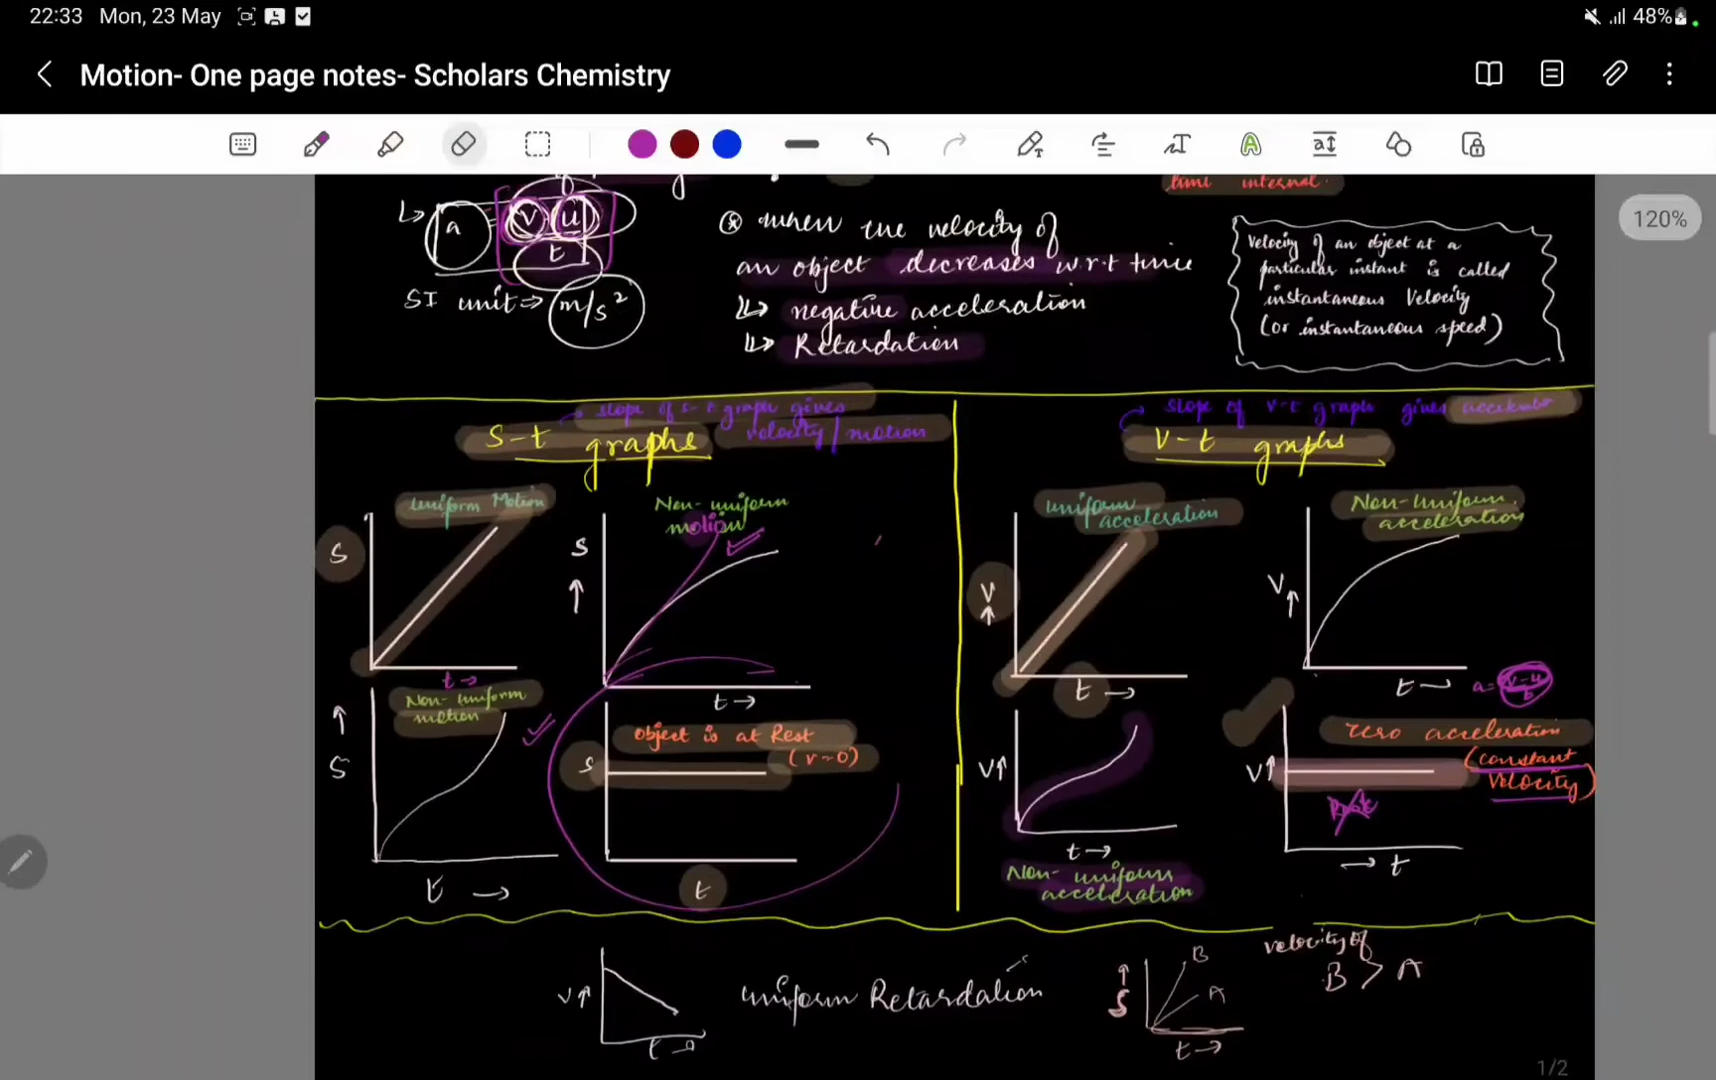 22:33 Mon, 23 May
48%
Motion- One page notes- Scholars Chemistry
120%
time interval.
a = v u
t
SI unit ⇒ m/s²
⊛ when the velocity of
an object decreases w.r.t time
↳ negative acceleration
↳ Retardation
Velocity of an object at a
particular instant is called
instantaneous Velocity
(or instantaneous speed)
slope of s-t graph gives
velocity/motion
S-t graphs
slope of v-t graph gives
V-t graphs
uniform Motion
S
t→
Non-uniform
motion
S
↑
t→
Non-uniform
motion
↑
S
t →
object is at Rest
(v=0)
S
t
uniform
acceleration
V
↑
t →
Non-uniform
acceleration
V↑
t→
a = v-u
V↑
t→
Non-uniform
acceleration
zero acceleration
(constant
Velocity)
V↑
→ t
V↑
t→
uniform Retardation
↑
S
B
A
t→
velocity of
B > A
1/2